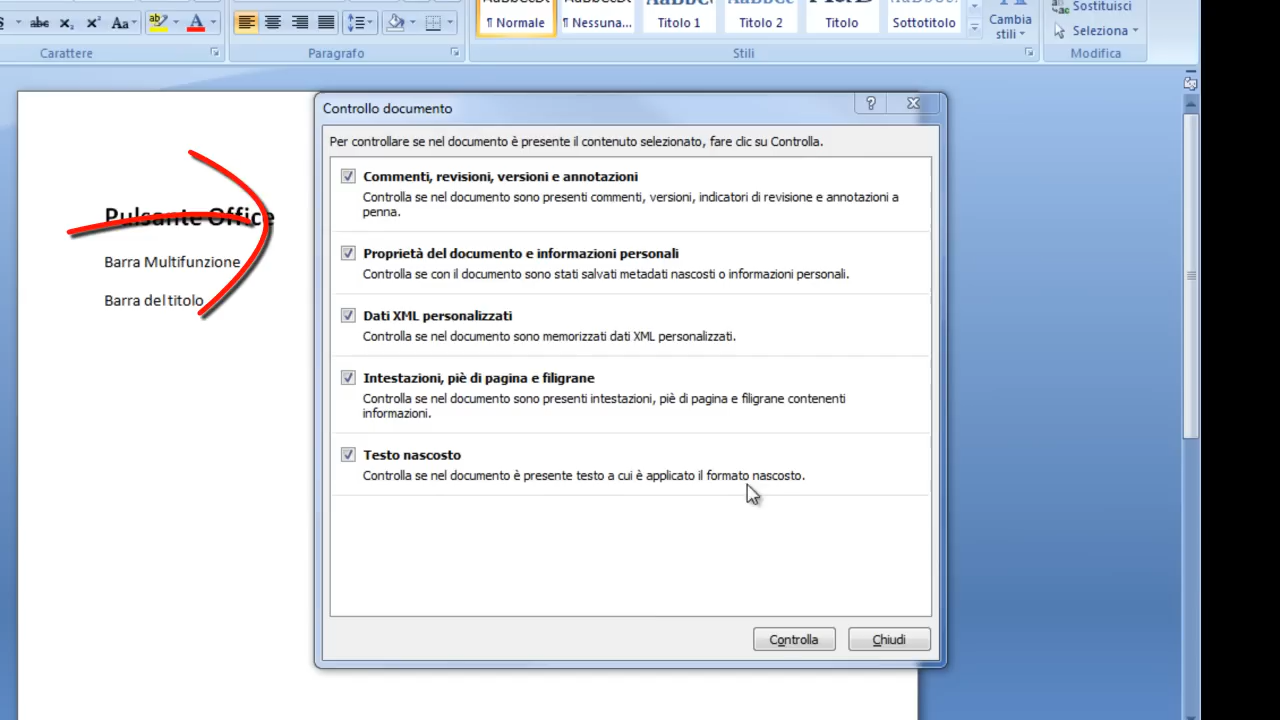 Sostituisci
abc
x₂
x²
Aa
¶ Normale
¶ Nessuna...
Titolo 1
Titolo 2
Titolo
Sottotitolo
Cambia
stili
Seleziona
Carattere
Paragrafo
Stili
Modifica
Controllo documento
Per controllare se nel documento è presente il contenuto selezionato, fare clic su Controlla.
Commenti, revisioni, versioni e annotazioni
Controlla se nel documento sono presenti commenti, versioni, indicatori di revisione e annotazioni a
penna.
Proprietà del documento e informazioni personali
Controlla se con il documento sono stati salvati metadati nascosti o informazioni personali.
Dati XML personalizzati
Controlla se nel documento sono memorizzati dati XML personalizzati.
Intestazioni, piè di pagina e filigrane
Controlla se nel documento sono presenti intestazioni, piè di pagina e filigrane contenenti
informazioni.
Testo nascosto
Controlla se nel documento è presente testo a cui è applicato il formato nascosto.
Controlla
Chiudi
Pulsante Office
Barra Multifunzione
Barra del titolo